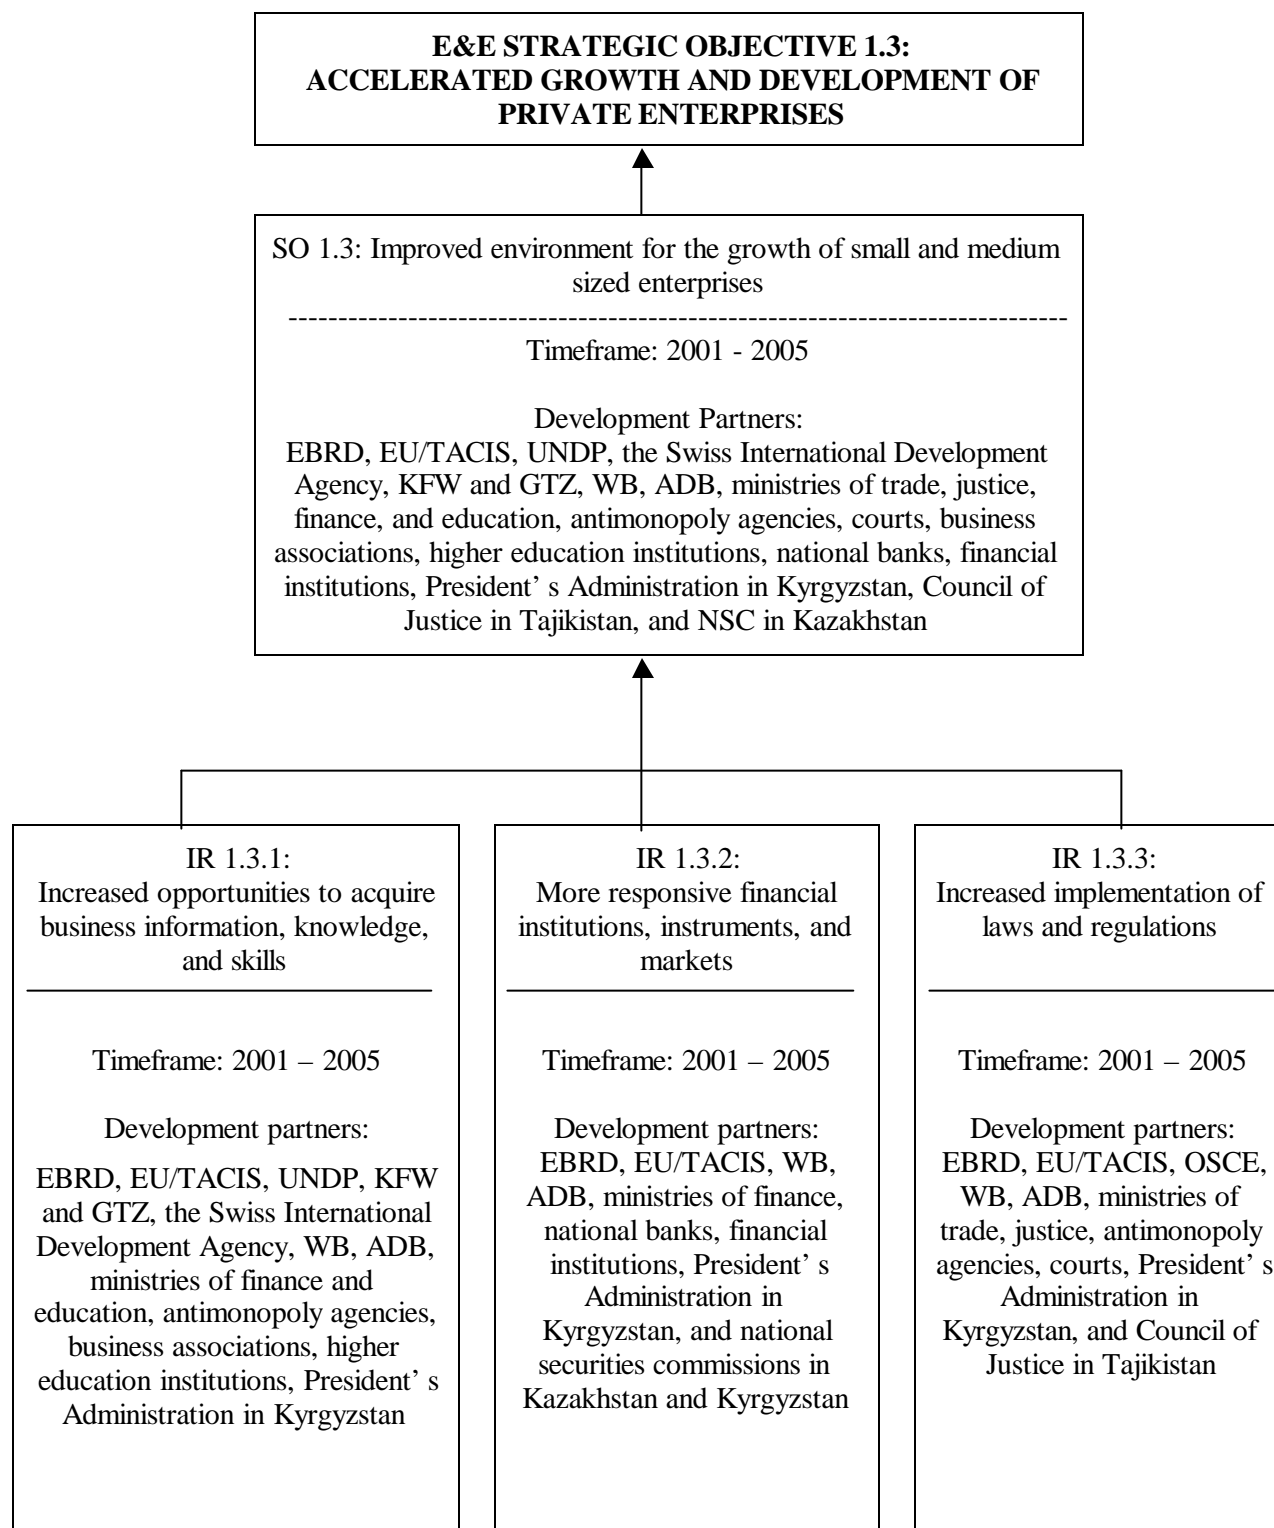 E&E STRATEGIC OBJECTIVE 1.3:
ACCELERATED GROWTH AND DEVELOPMENT OF
PRIVATE ENTERPRISES
SO 1.3: Improved environment for the growth of small and medium
sized enterprises
------------------------------------------------------------------------------
Timeframe: 2001 - 2005
Development Partners:
EBRD, EU/TACIS, UNDP, the Swiss International Development
Agency, KFW and GTZ, WB, ADB, ministries of trade, justice,
finance, and education, antimonopoly agencies, courts, business
associations, higher education institutions, national banks, financial
institutions, President’ s Administration in Kyrgyzstan, Council of
Justice in Tajikistan, and NSC in Kazakhstan
IR 1.3.1:
Increased opportunities to acquire
business information, knowledge,
and skills
Timeframe: 2001 – 2005
Development partners:
EBRD, EU/TACIS, UNDP, KFW
and GTZ, the Swiss International
Development Agency, WB, ADB,
ministries of finance and
education, antimonopoly agencies,
business associations, higher
education institutions, President’ s
Administration in Kyrgyzstan
IR 1.3.2:
More responsive financial
institutions, instruments, and
markets
Timeframe: 2001 – 2005
Development partners:
EBRD, EU/TACIS, WB,
ADB, ministries of finance,
national banks, financial
institutions, President’ s
Administration in
Kyrgyzstan, and national
securities commissions in
Kazakhstan and Kyrgyzstan
IR 1.3.3:
Increased implementation of
laws and regulations
Timeframe: 2001 – 2005
Development partners:
EBRD, EU/TACIS, OSCE,
WB, ADB, ministries of
trade, justice, antimonopoly
agencies, courts, President’ s
Administration in
Kyrgyzstan, and Council of
Justice in Tajikistan